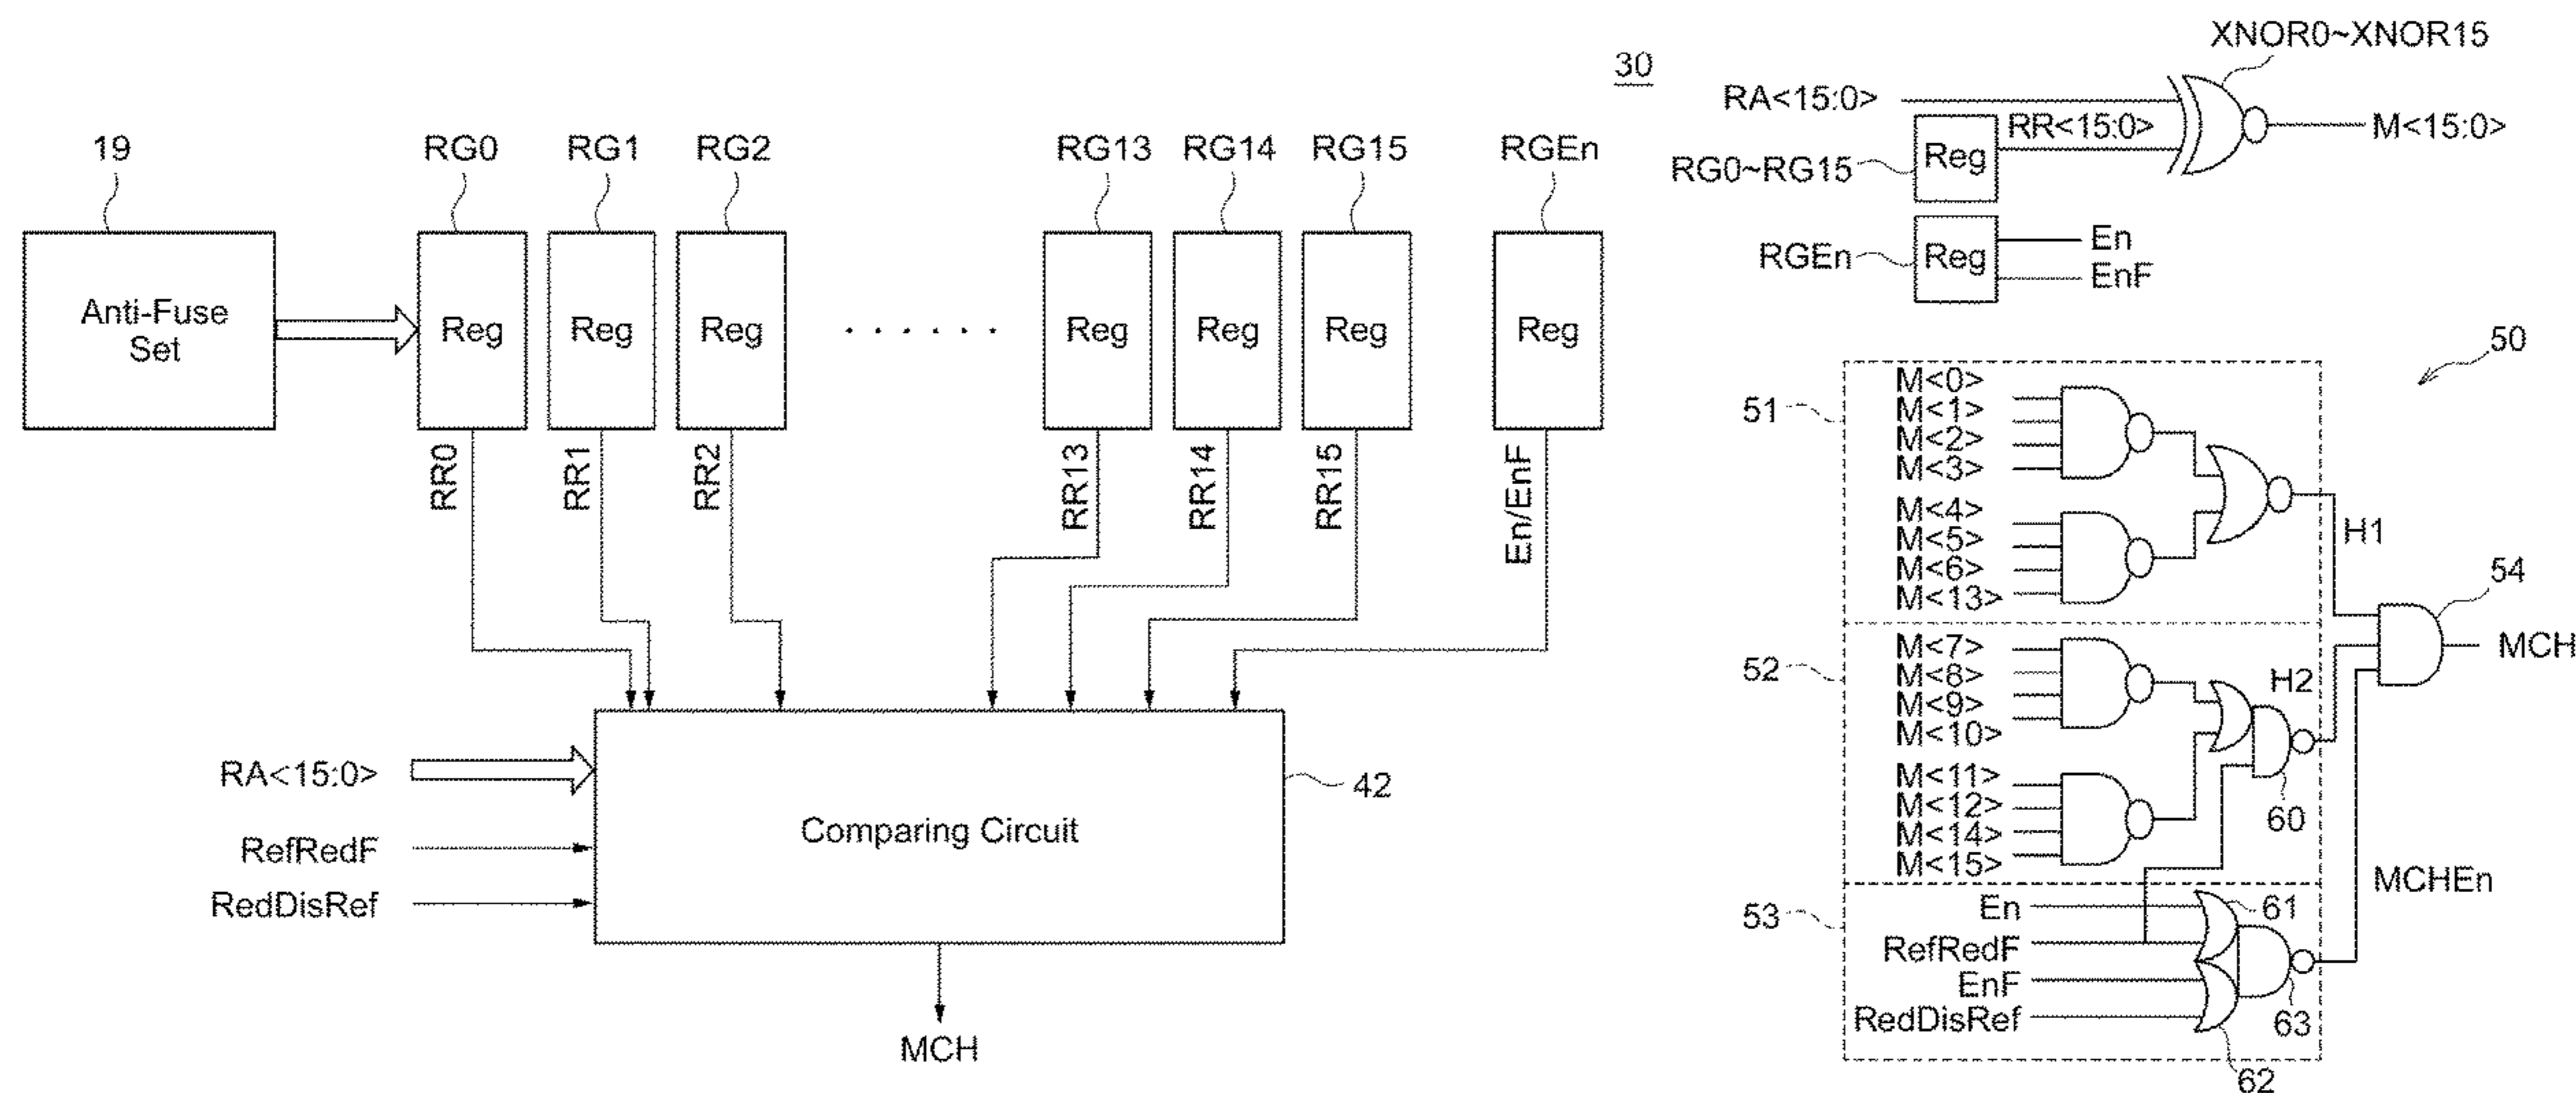 19
RG0
RG1
RG2
RG13
RG14
RG15
RGEn
Anti-Fuse
Set
Reg
Reg
Reg
. . . . . .
Reg
Reg
Reg
Reg
RR0
RR1
RR2
RR13
RR14
RR15
En/EnF
RA<15:0>
RefRedF
RedDisRef
Comparing Circuit
42
MCH
30
XNOR0~XNOR15
RA<15:0>
RR<15:0>
M<15:0>
RG0~RG15
Reg
RGEn
Reg
En
EnF
50
51
M<0>
M<1>
M<2>
M<3>
M<4>
M<5>
M<6>
M<13>
H1
54
MCH
52
M<7>
M<8>
M<9>
M<10>
H2
M<11>
M<12>
M<14>
M<15>
60
MCHEn
53
En
61
RefRedF
EnF
RedDisRef
63
62